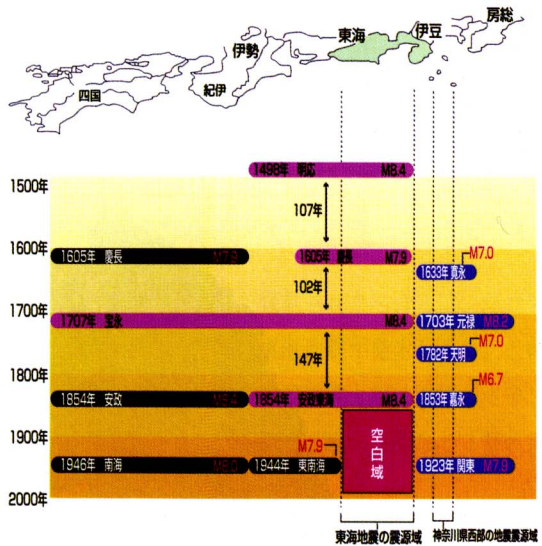 房総
伊豆
東海
伊勢
紀伊
四国
1498年 明応 M8.4
1500年
107年
1600年
1605年 慶長 M7.9
1605年 慶長 M7.9
M7.0
1633年 寛永
102年
1700年
1707年 宝永 M8.4
1703年 元禄 M8.2
M7.0
1782年 天明
147年
1800年
M6.7
1854年 安政 M8.4
1854年 安政東海 M8.4
1853年 嘉永
1900年
空白域
M7.9
1946年 南海 M8.0
1944年 東南海
1923年 関東 M7.9
2000年
東海地震の震源域
神奈川県西部の地震震源域